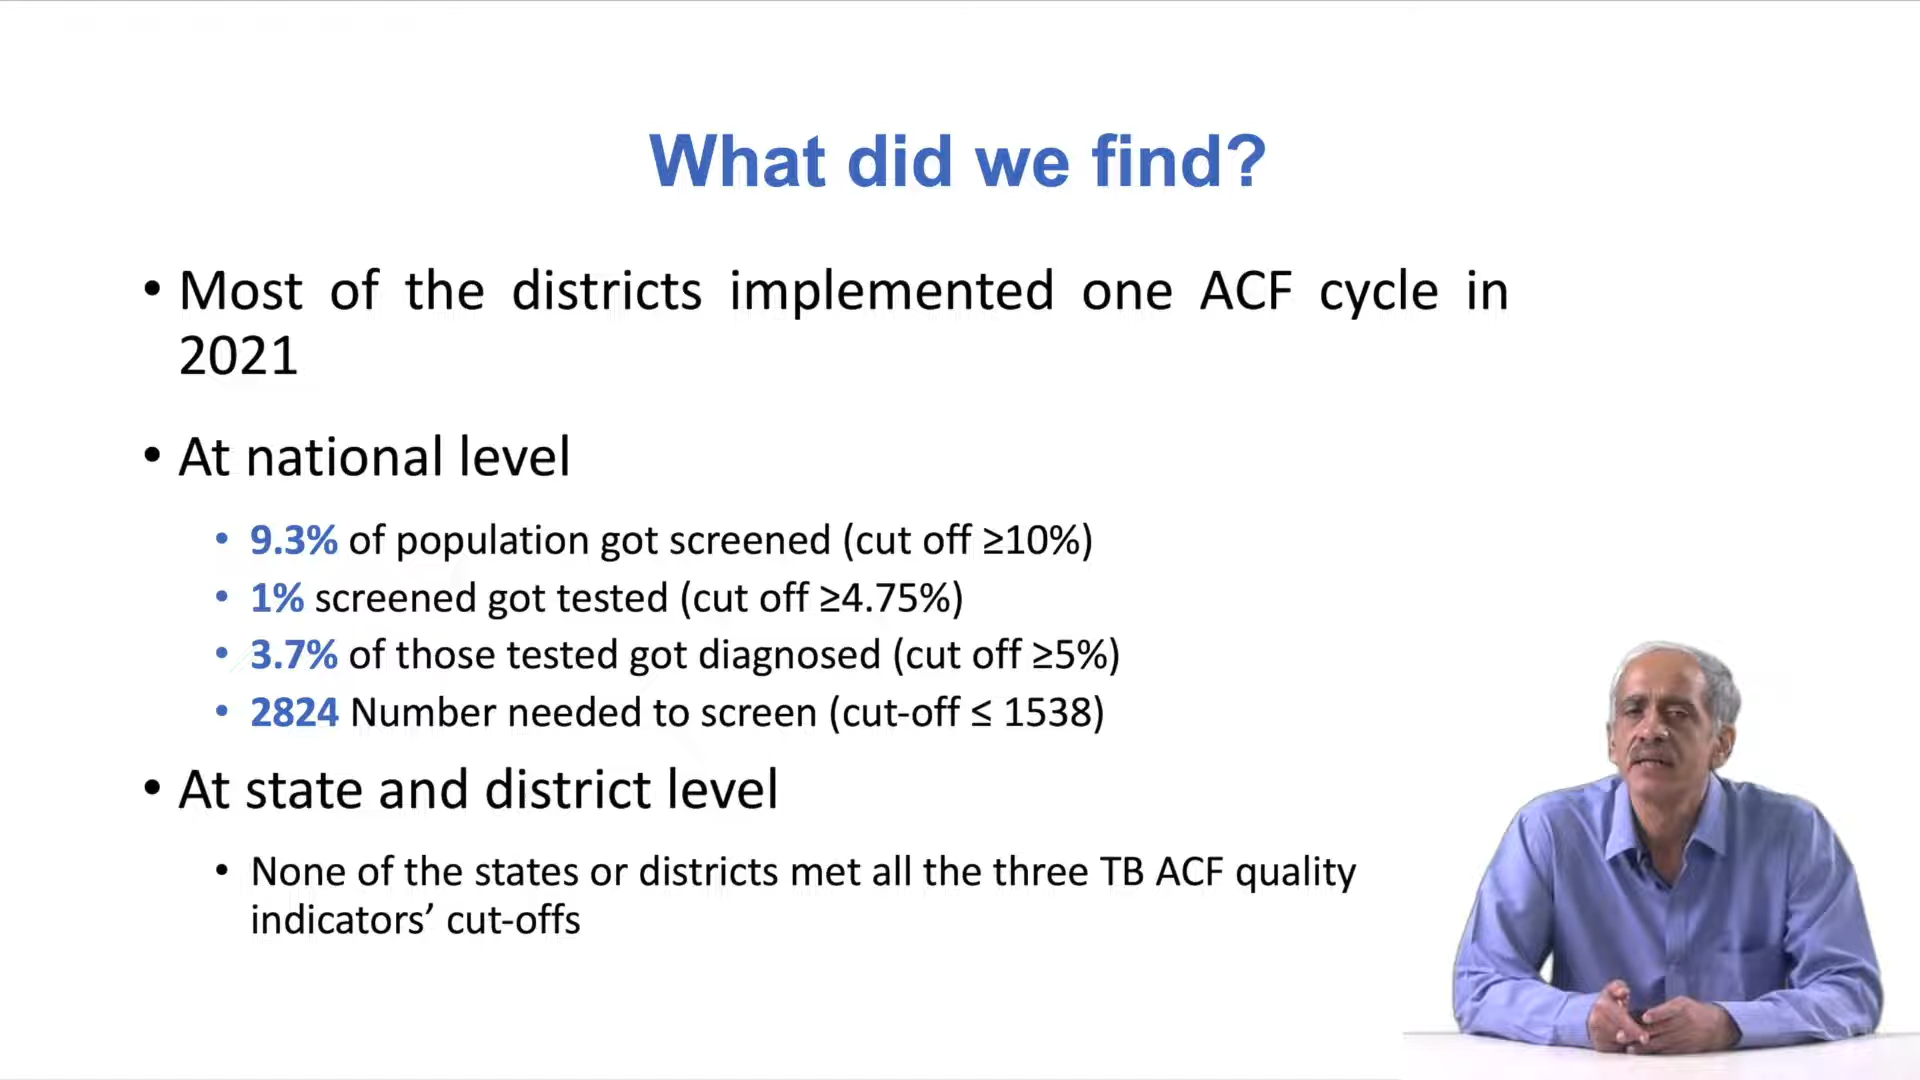 What did we find?
• Most of the districts implemented one ACF cycle in
2021
• At national level
• 9.3% of population got screened (cut off ≥10%)
• 1% screened got tested (cut off ≥4.75%)
• 3.7% of those tested got diagnosed (cut off ≥5%)
• 2824 Number needed to screen (cut-off ≤ 1538)
• At state and district level
• None of the states or districts met all the three TB ACF quality
indicators’ cut-offs